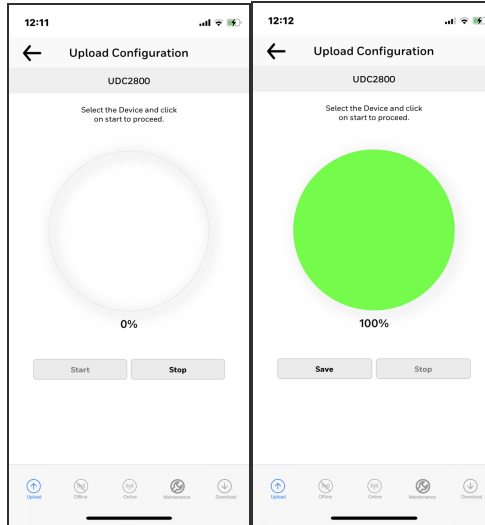 12:11
Upload Configuration
UDC2800
Select the Device and click
on start to proceed.
0%
Start Stop
Upload Offline Online Maintenance Download
12:12
Upload Configuration
UDC2800
Select the Device and click
on start to proceed.
100%
Save Stop
Upload Offline Online Maintenance Download